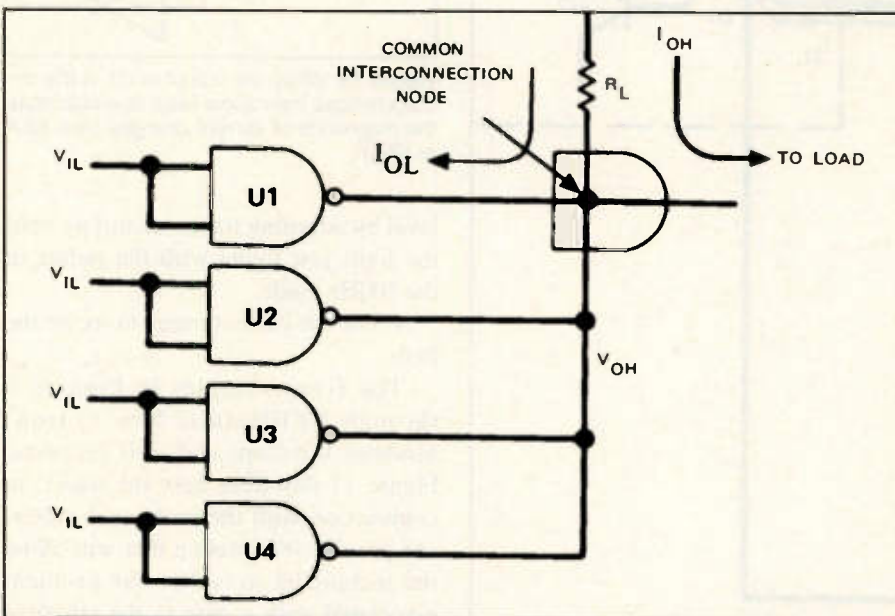 COMMON
INTERCONNECTION
NODE
I_OH
R_L
I_OL
TO LOAD
V_IL
U1
V_IL
U2
V_OH
V_IL
U3
V_IL
U4